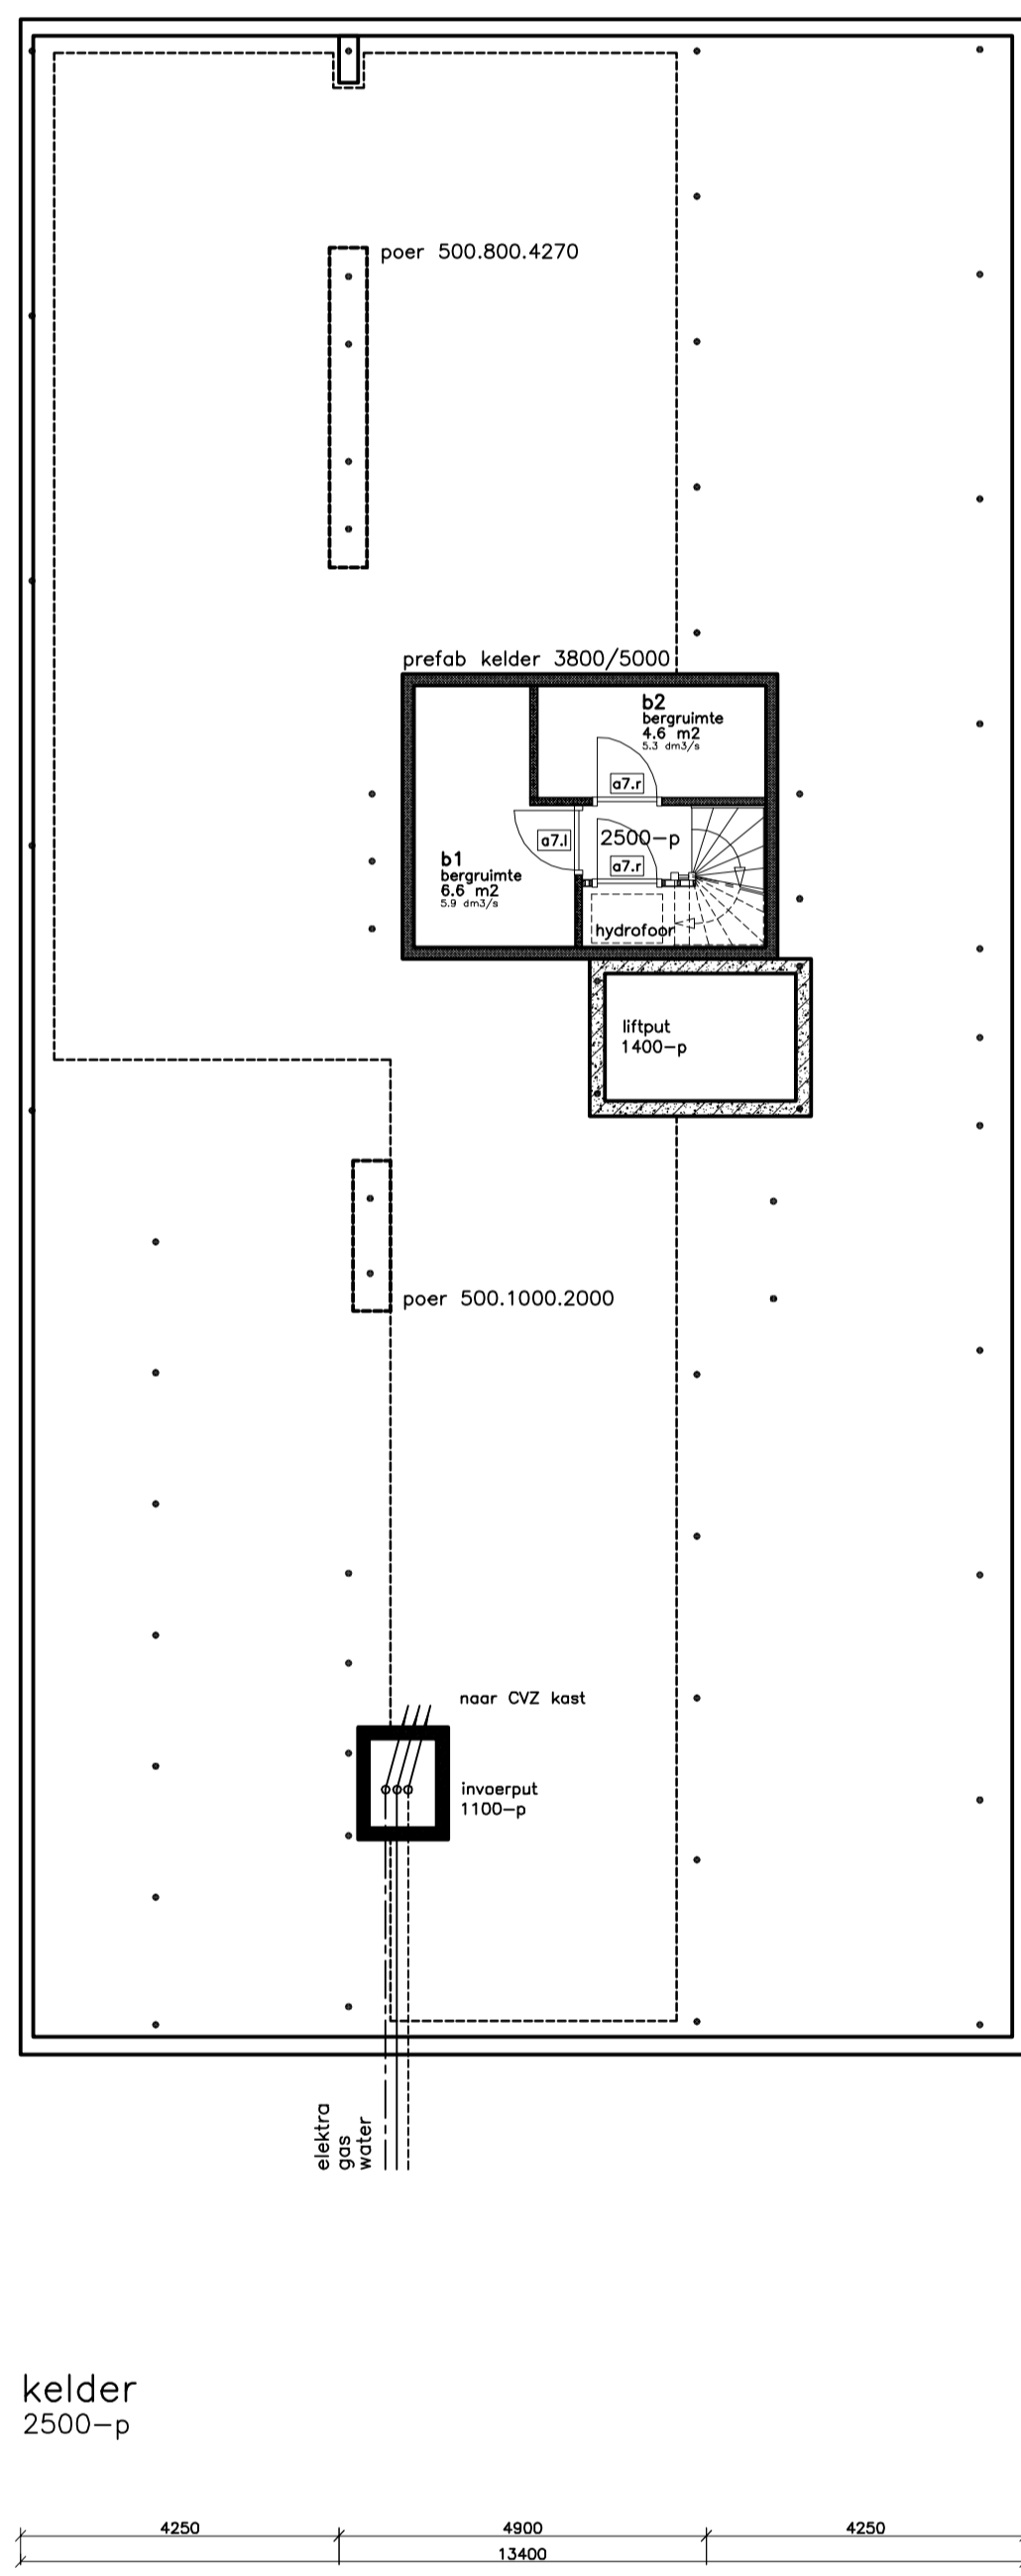 poer 500.800.4270
prefab kelder 3800/5000
b2
bergruimte
4.6 m2
5.3 dm3/s
a7.r
a7.l
2500-p
a7.r
b1
bergruimte
6.6 m2
5.9 dm3/s
hydrofoor
liftput
1400-p
poer 500.1000.2000
naar CVZ kast
invoerput
1100-p
elektra
gas
water
kelder
2500-p
4250 4900 4250
13400